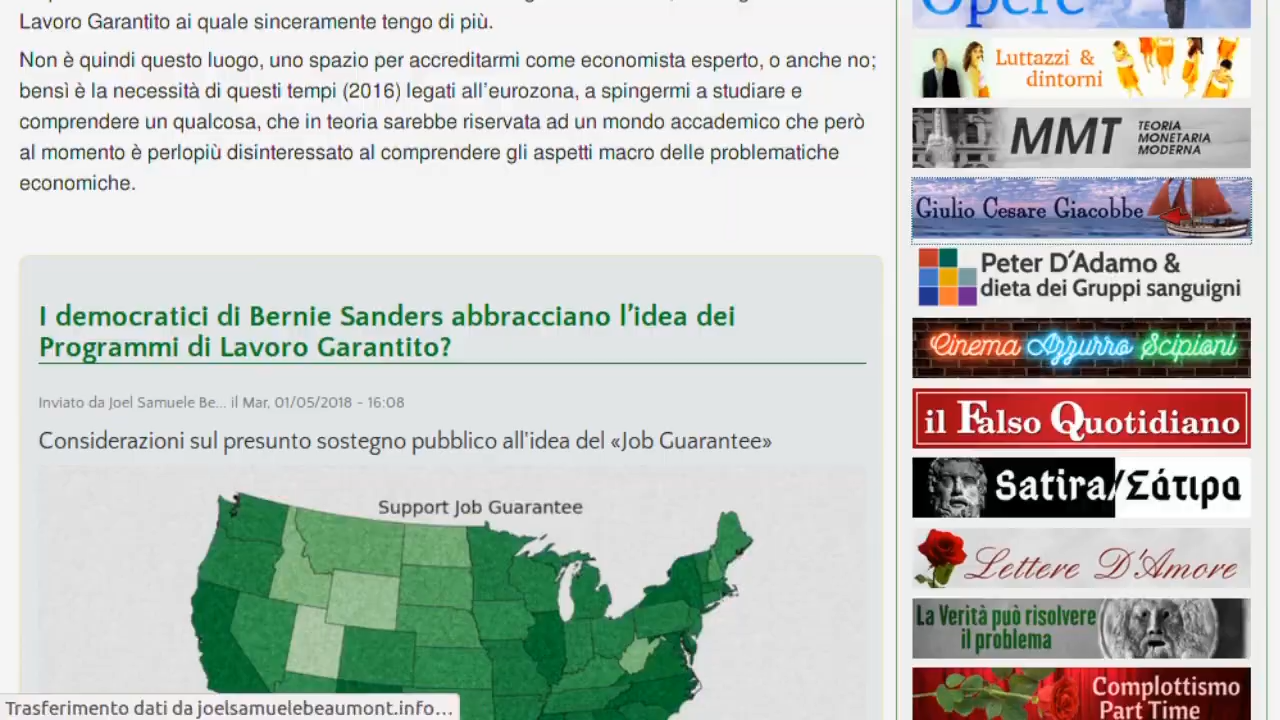 Lavoro Garantito ai quale sinceramente tengo di più.
Non è quindi questo luogo, uno spazio per accreditarmi come economista esperto, o anche no;
bensì è la necessità di questi tempi (2016) legati all'eurozona, a spingermi a studiare e
comprendere un qualcosa, che in teoria sarebbe riservata ad un mondo accademico che però
al momento è perlopiù disinteressato al comprendere gli aspetti macro delle problematiche
economiche.
I democratici di Bernie Sanders abbracciano l'idea dei
Programmi di Lavoro Garantito?
Inviato da Joel Samuele Be... il Mar, 01/05/2018 - 16:08
Considerazioni sul presunto sostegno pubblico all'idea del «Job Guarantee»
Support Job Guarantee
Trasferimento dati da joelsamuelebeaumont.info...
Opere
Luttazzi &
dintorni
MMT
TEORIA
MONETARIA
MODERNA
Giulio Cesare Giacobbe
Peter D'Adamo &
dieta dei Gruppi sanguigni
Cinema Azzurro Scipioni
il Falso Quotidiano
Satira/Σάτιρα
Lettere D'Amore
La Verità può risolvere
il problema
Complottismo
Part Time